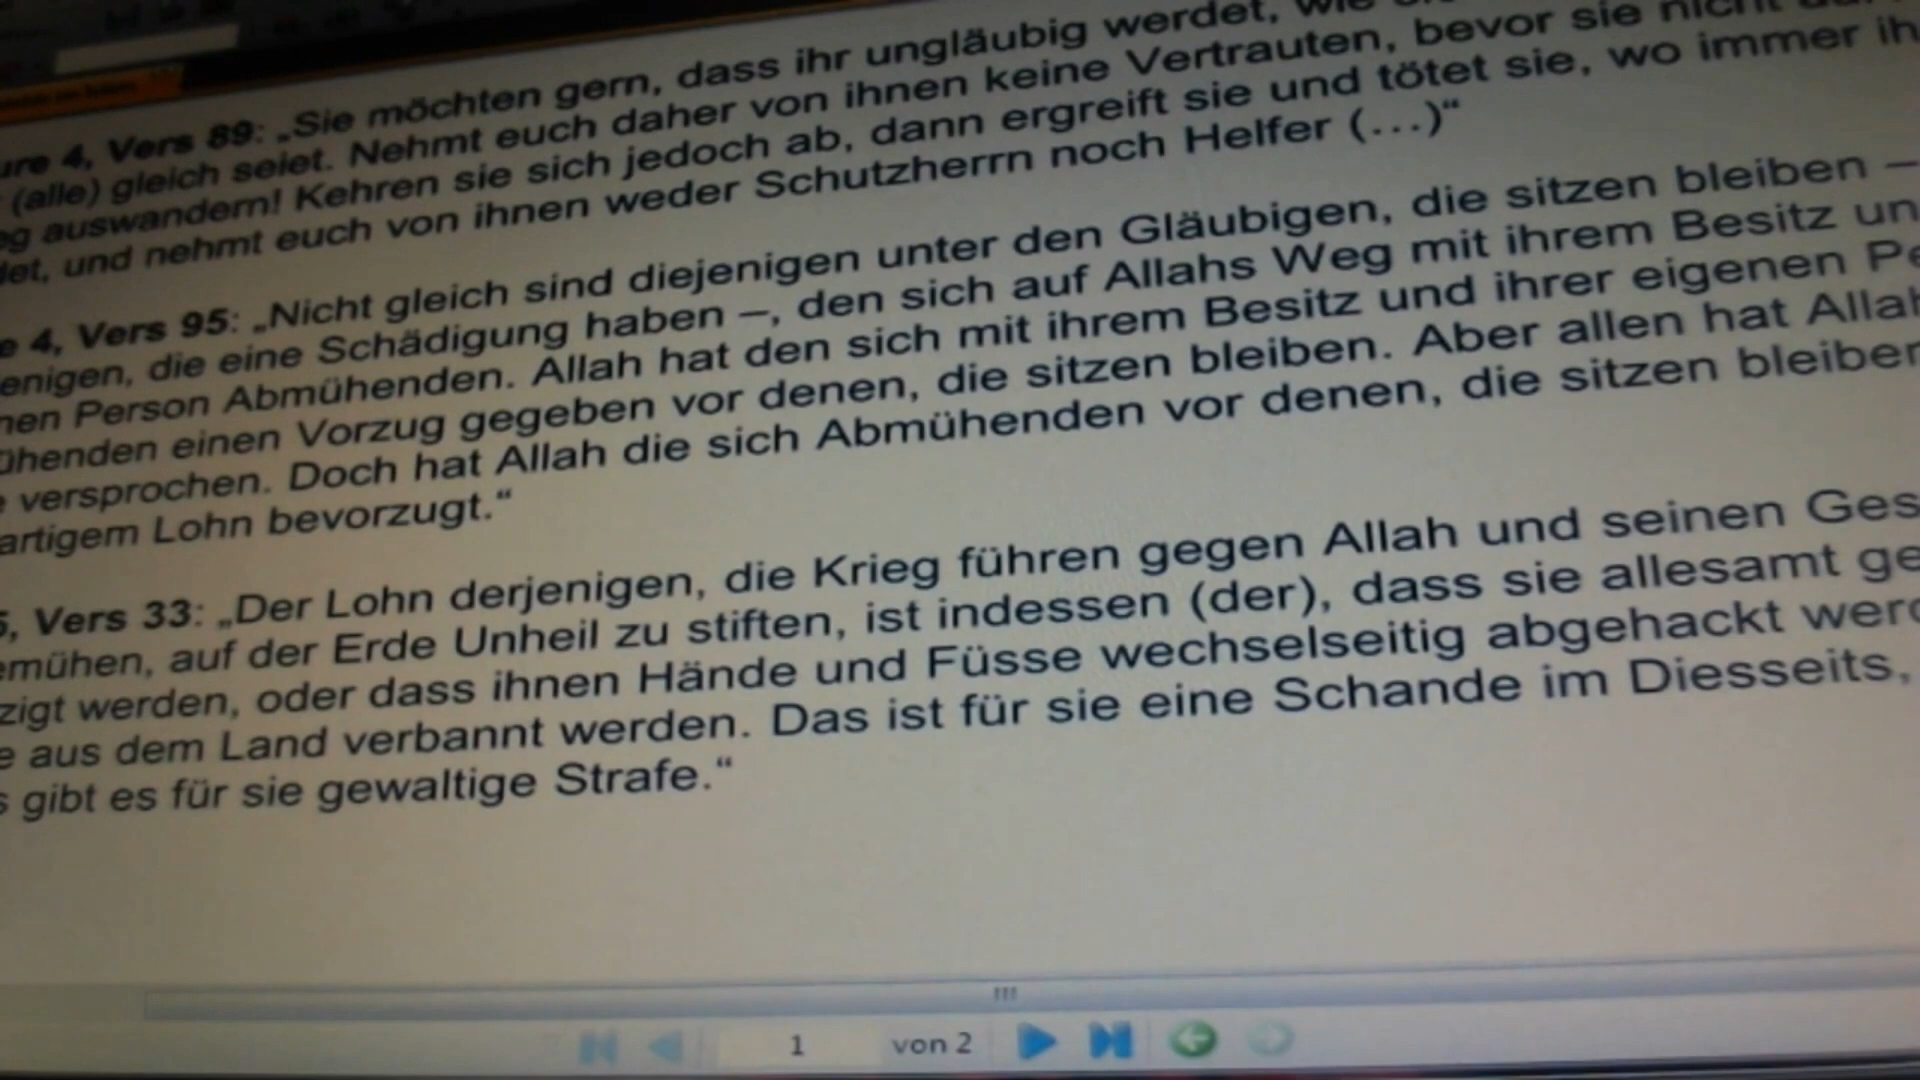 ure 4, Vers 89: „Sie möchten gern, dass ihr ungläubig werdet, wie
(alle) gleich seiet. Nehmt euch daher von ihnen keine Vertrauten, bevor sie nicht
eg auswandern! Kehren sie sich jedoch ab, dann ergreift sie und tötet sie, wo immer ih
det, und nehmt euch von ihnen weder Schutzherrn noch Helfer (...)“
e 4, Vers 95: „Nicht gleich sind diejenigen unter den Gläubigen, die sitzen bleiben –
enigen, die eine Schädigung haben –, den sich auf Allahs Weg mit ihrem Besitz un
nen Person Abmühenden. Allah hat den sich mit ihrem Besitz und ihrer eigenen Pe
ühenden einen Vorzug gegeben vor denen, die sitzen bleiben. Aber allen hat Allah
e versprochen. Doch hat Allah die sich Abmühenden vor denen, die sitzen bleiben
artigem Lohn bevorzugt.“
5, Vers 33: „Der Lohn derjenigen, die Krieg führen gegen Allah und seinen Ges
emühen, auf der Erde Unheil zu stiften, ist indessen (der), dass sie allesamt ge
zigt werden, oder dass ihnen Hände und Füsse wechselseitig abgehackt werd
e aus dem Land verbannt werden. Das ist für sie eine Schande im Diesseits,
s gibt es für sie gewaltige Strafe.“
1 von 2